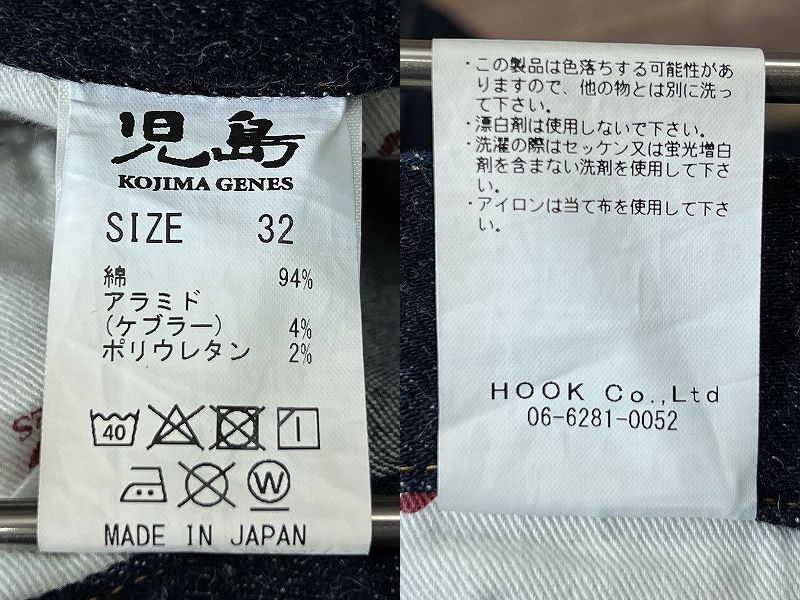 児島
KOJIMA GENES
SIZE 32
綿 94%
アラミド
(ケブラー) 4%
ポリウレタン 2%
40
W
MADE IN JAPAN
・この製品は色落ちする可能性があ
りますので、他の物とは別に洗っ
て下さい。
・漂白剤は使用しないで下さい。
・洗濯の際はセッケン又は蛍光増白
剤を含まない洗剤を使用して下さ
い。
・アイロンは当て布を使用して下さ
い。
HOOK Co.,Ltd
06-6281-0052